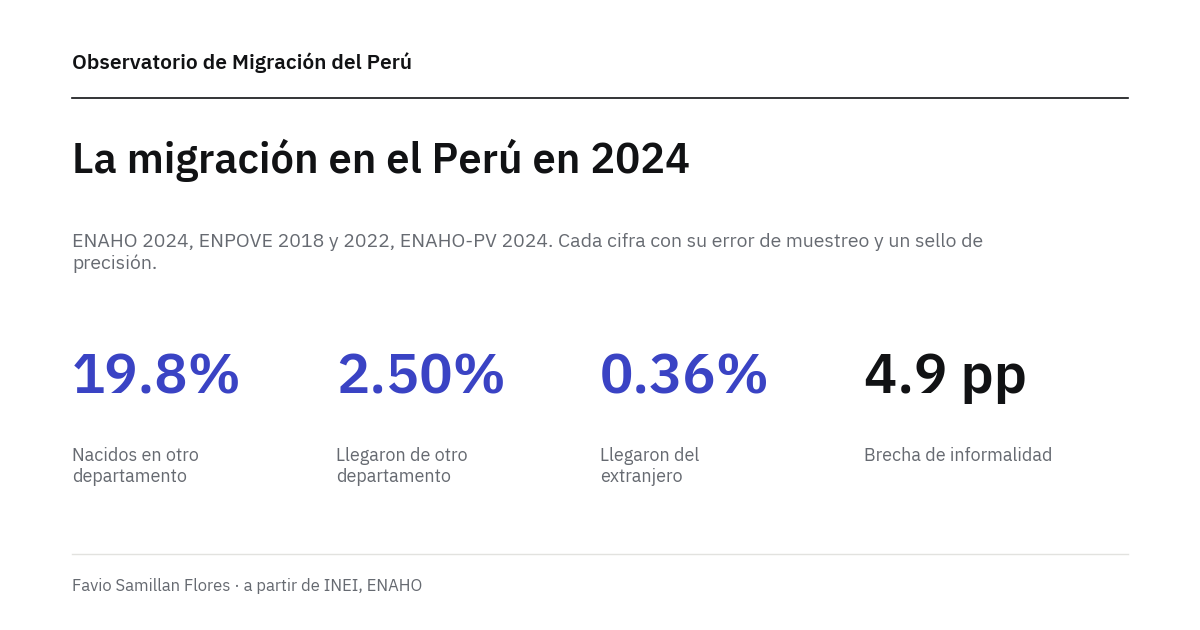 Observatorio de Migración del Perú
La migración en el Perú en 2024
ENAHO 2024, ENPOVE 2018 y 2022, ENAHO-PV 2024. Cada cifra con su error de muestreo y un sello de
precisión.
19.8%
Nacidos en otro
departamento
2.50%
Llegaron de otro
departamento
0.36%
Llegaron del
extranjero
4.9 pp
Brecha de informalidad
Favio Samillan Flores · a partir de INEI, ENAHO